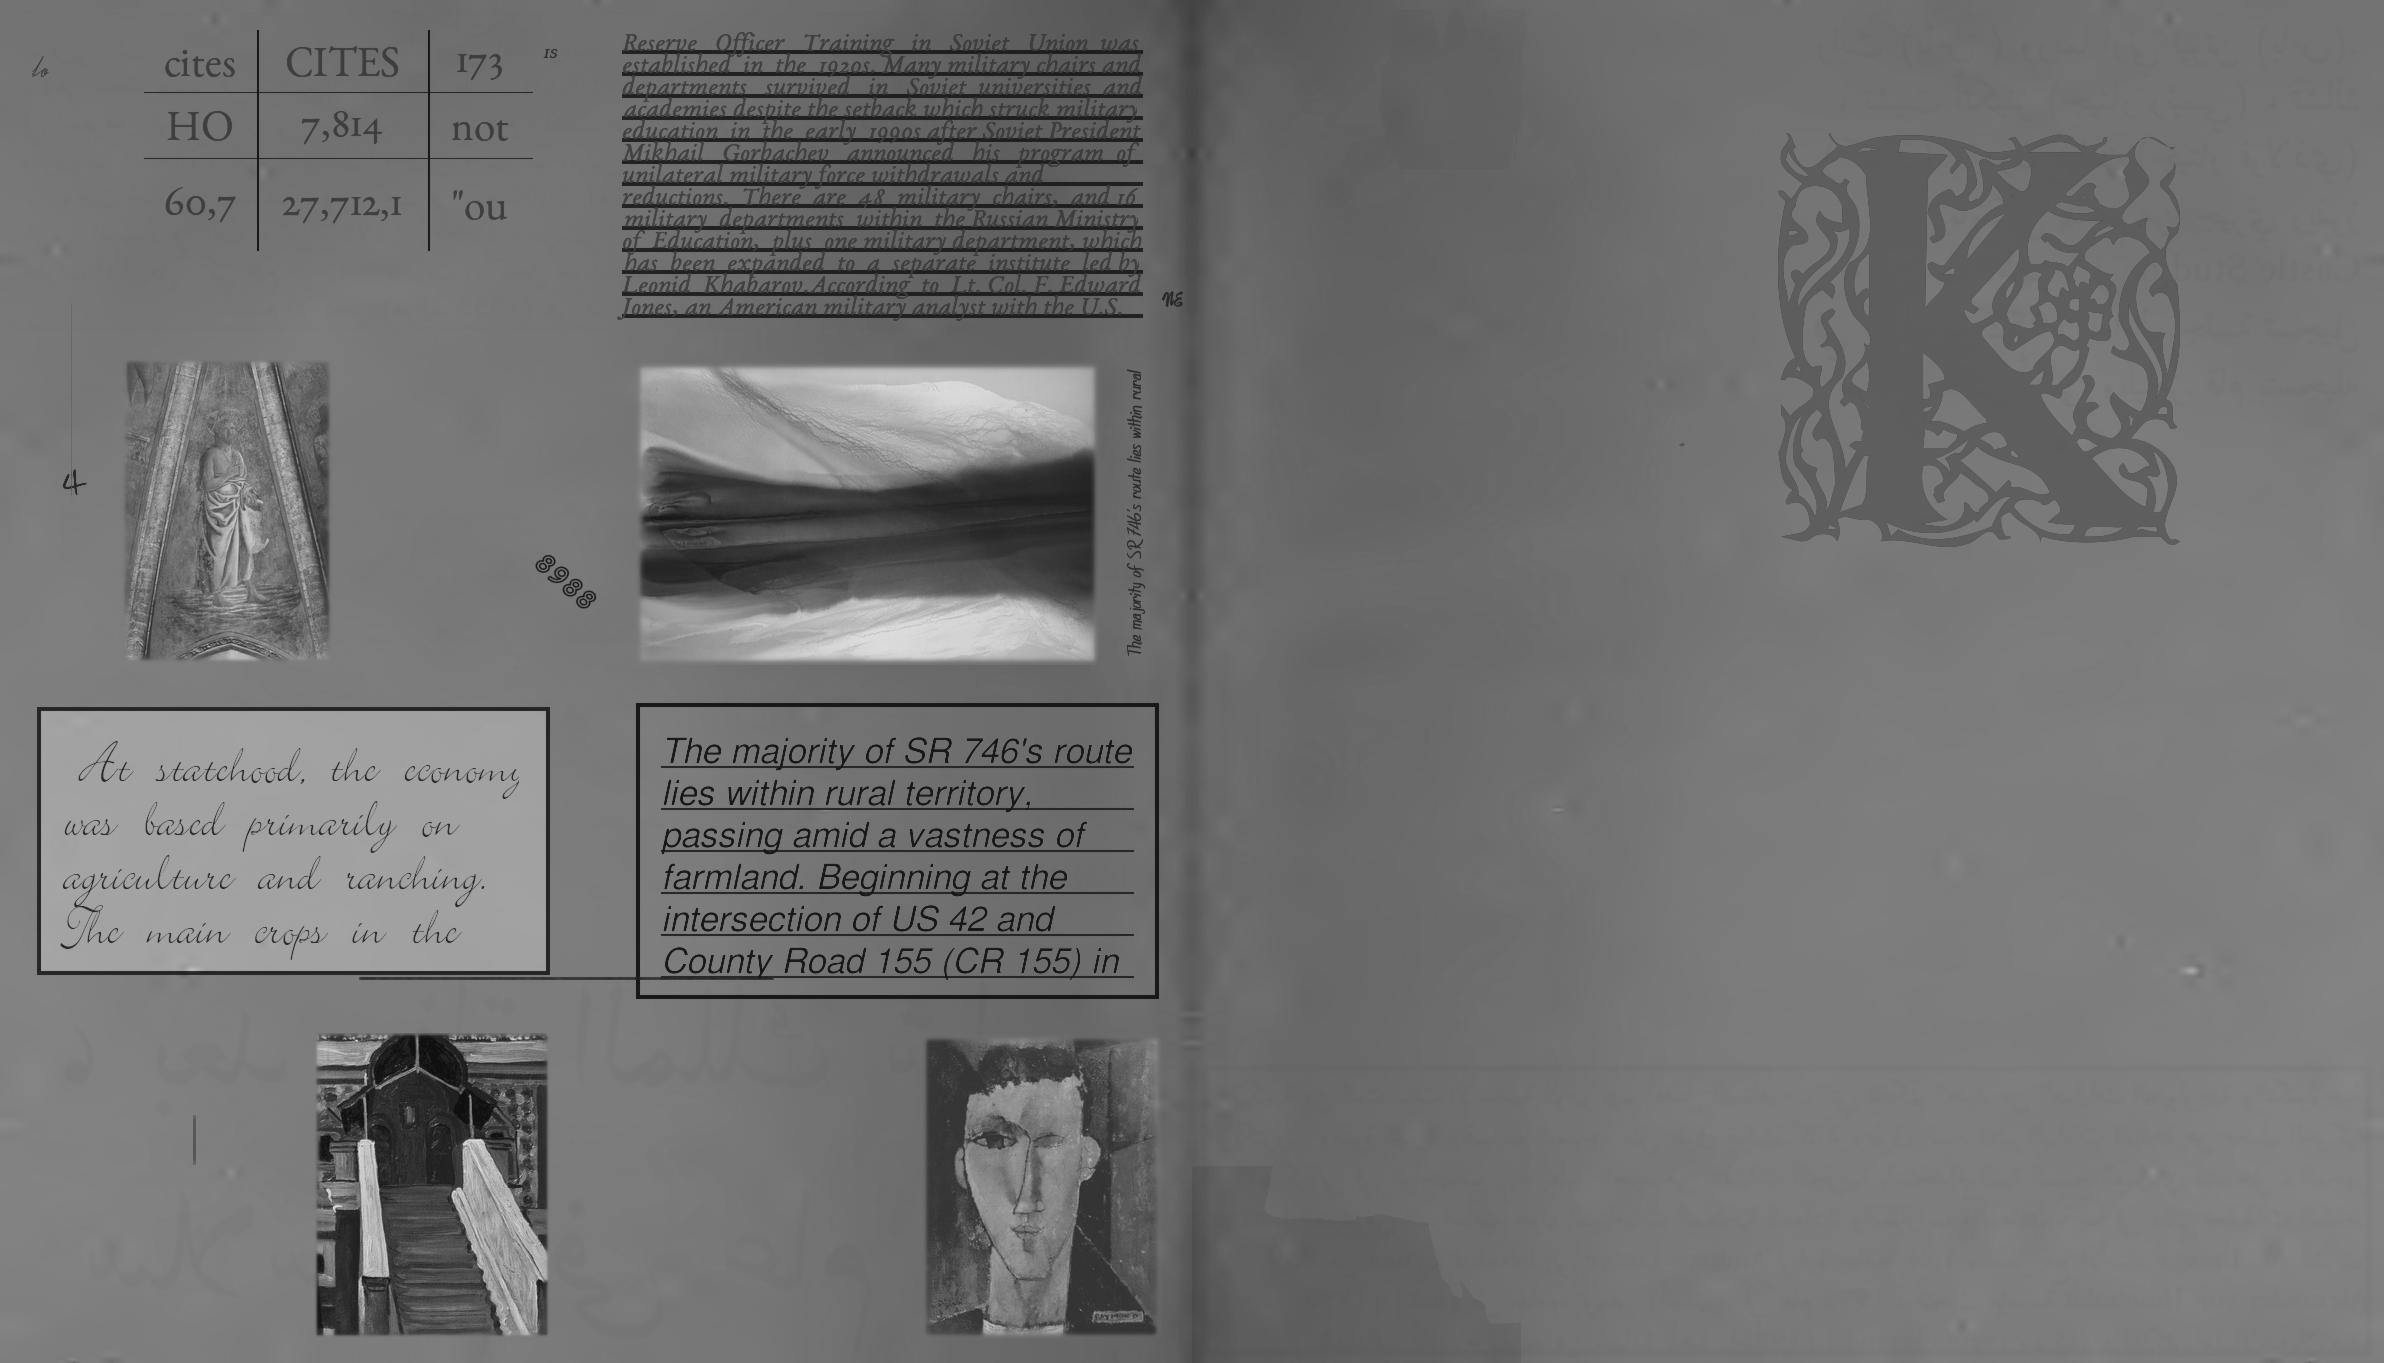 lo
cites CITES 173
HO 7,814 not
60,7 27,712,1 "ou
IS
Reserve Officer Training in Soviet Union was
established in the 1920s. Many military chairs and
departments survived in Soviet universities and
academies despite the setback which struck military
education in the early 1990s after Soviet President
Mikhail Gorbachev announced his program of
unilateral military force withdrawals and
reductions. There are 48 military chairs, and 16
military departments within the Russian Ministry
of Education, plus one military department, which
has been expanded to a separate institute led by
Leonid Khabarov. According to Lt. Col. F. Edward
Jones, an American military analyst with the U.S.
NE
4
8988
The majority of SR 746's route lies within rural
At statehood, the economy
was based primarily on
agriculture and ranching.
The main crops in the
The majority of SR 746's route
lies within rural territory,
passing amid a vastness of
farmland. Beginning at the
intersection of US 42 and
County Road 155 (CR 155) in
K